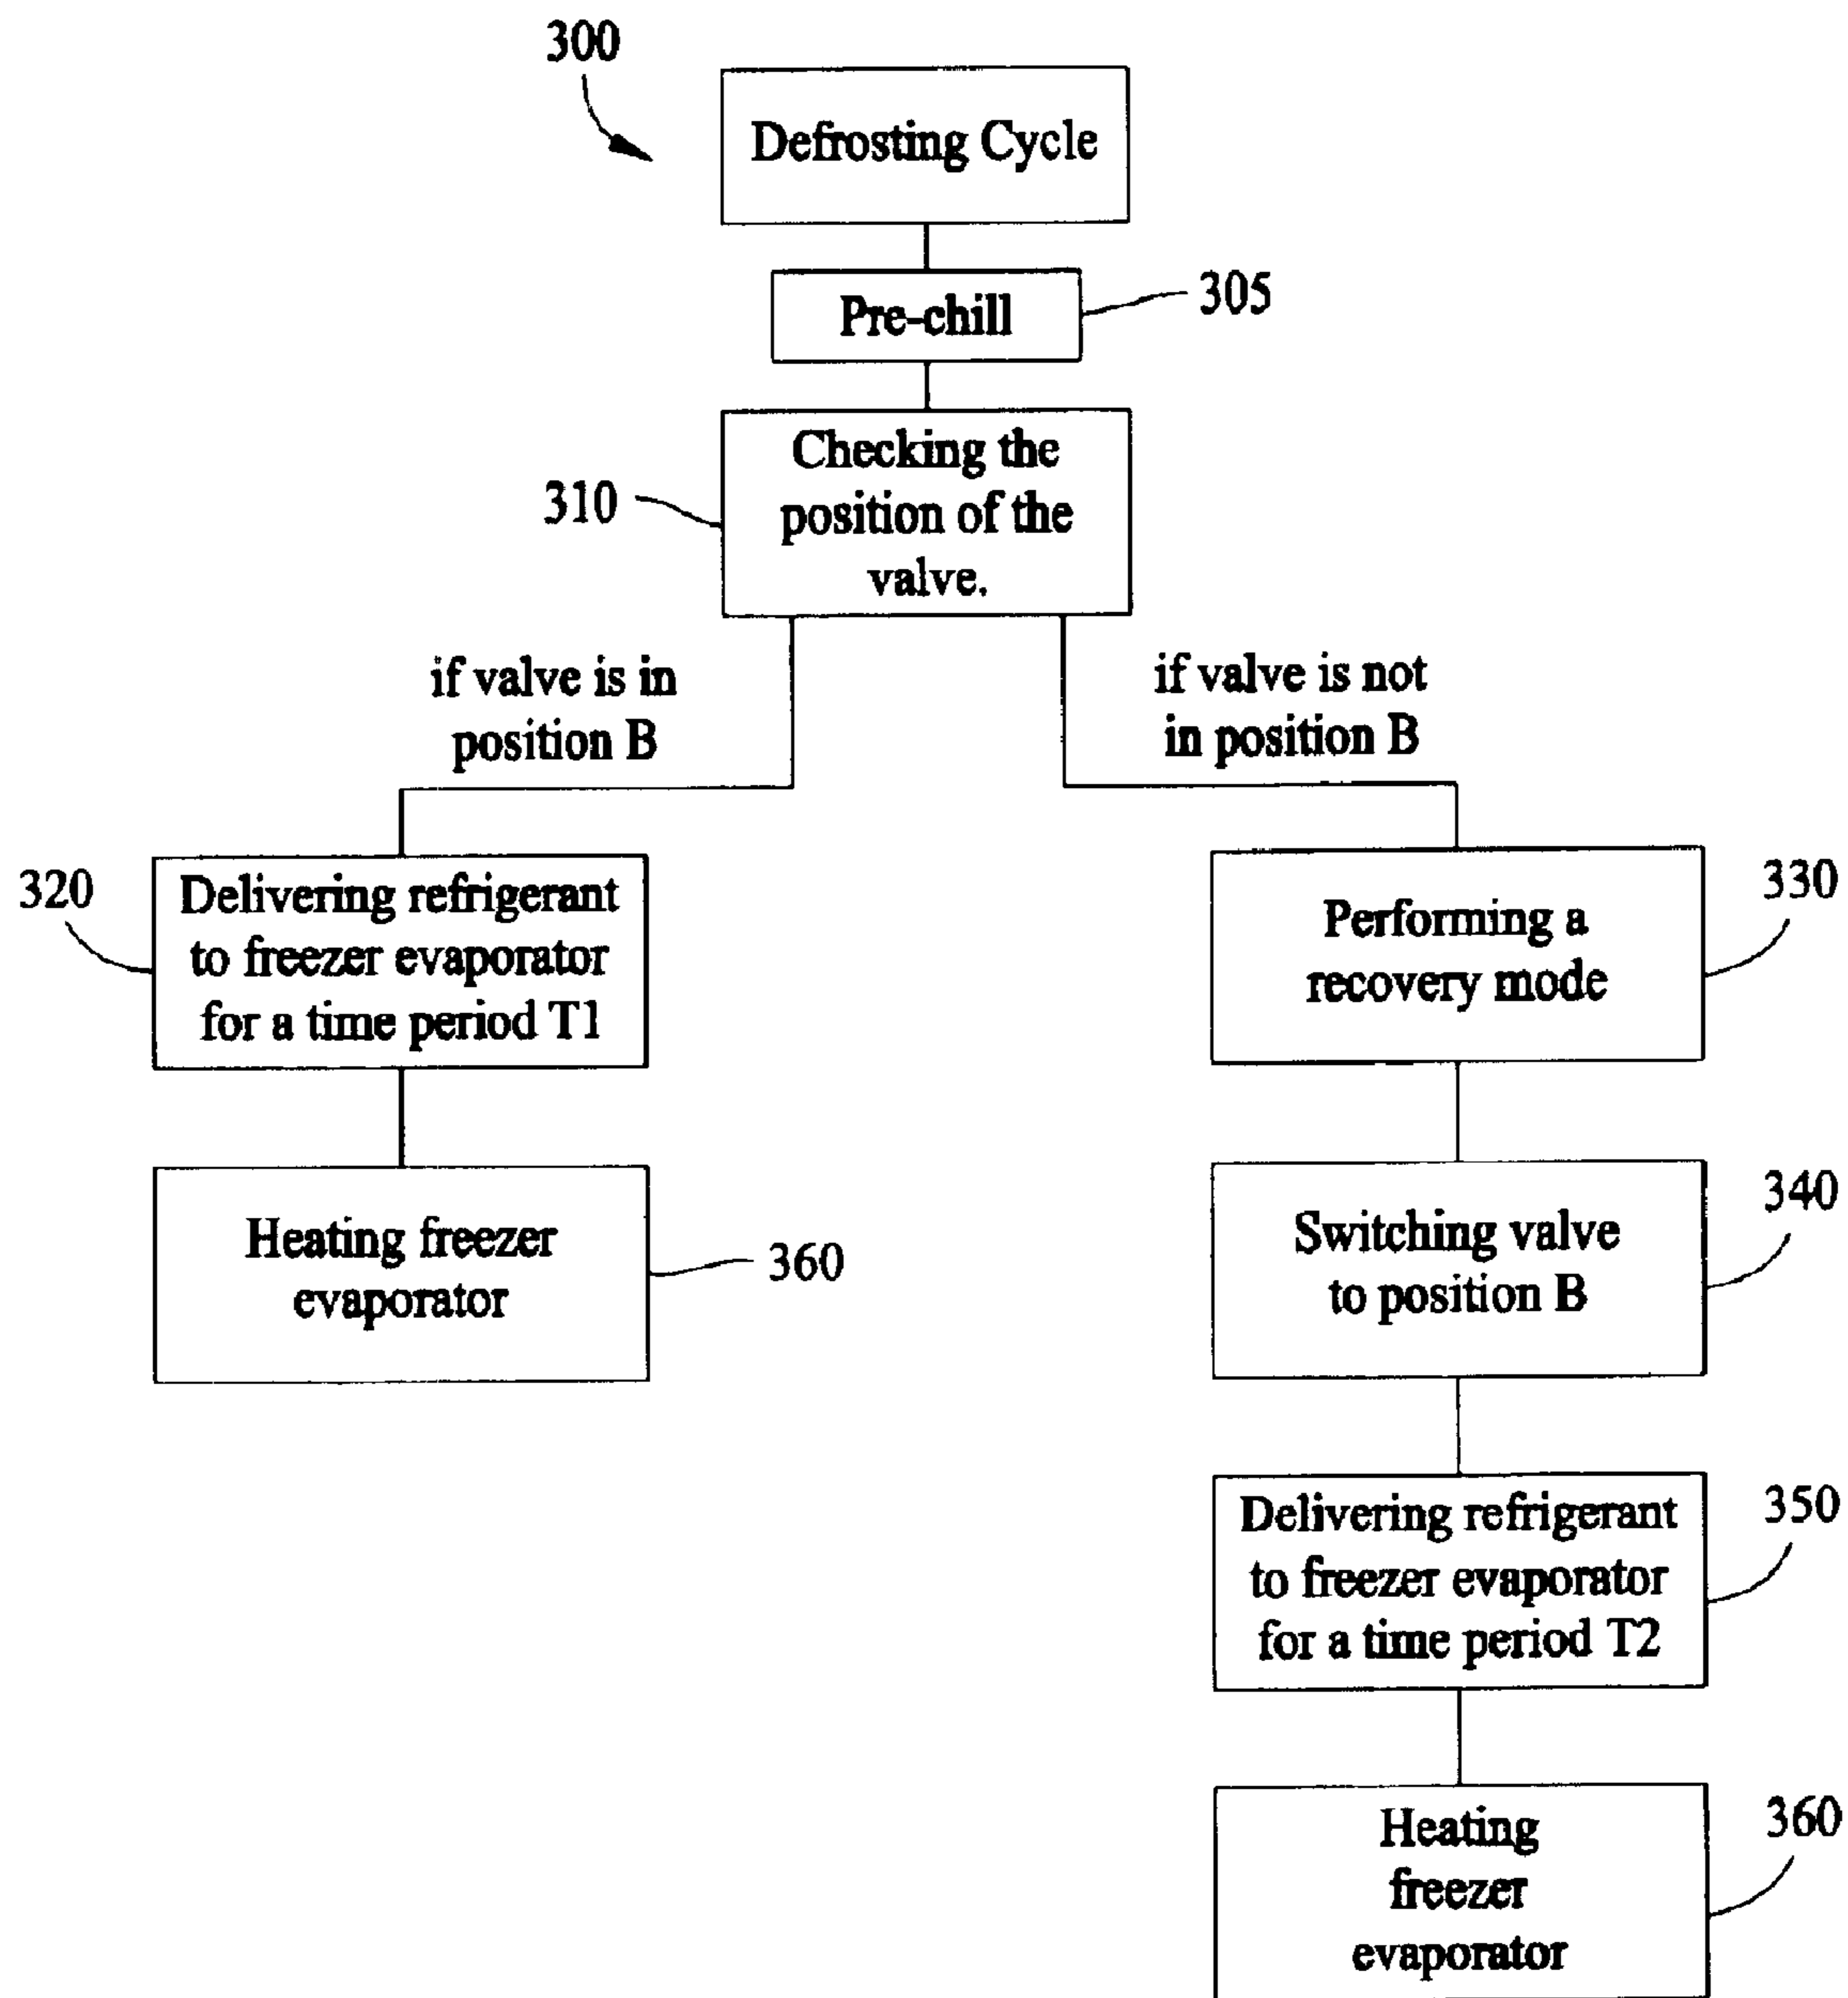 300
Defrosting Cycle
Pre-chill
305
Checking the
position of the
valve.
310
if valve is in
position B
if valve is not
in position B
320
Delivering refrigerant
to freezer evaporator
for a time period T1
330
Performing a
recovery mode
Heating freezer
evaporator
360
340
Switching valve
to position B
350
Delivering refrigerant
to freezer evaporator
for a time period T2
360
Heating
freezer
evaporator